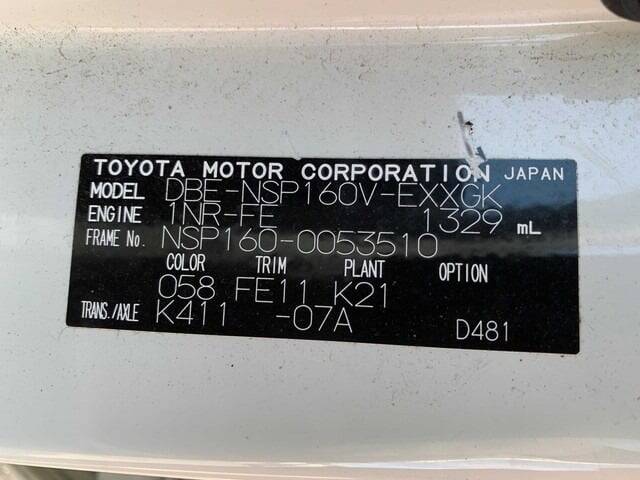 TOYOTA MOTOR CORPORATION JAPAN
MODEL DBE-NSP160V-EXXGK
ENGINE 1NR-FE 1329 mL
FRAME No. NSP160-0053510
COLOR TRIM PLANT OPTION
058 FE11 K21
TRANS./AXLE K411 -07A D481